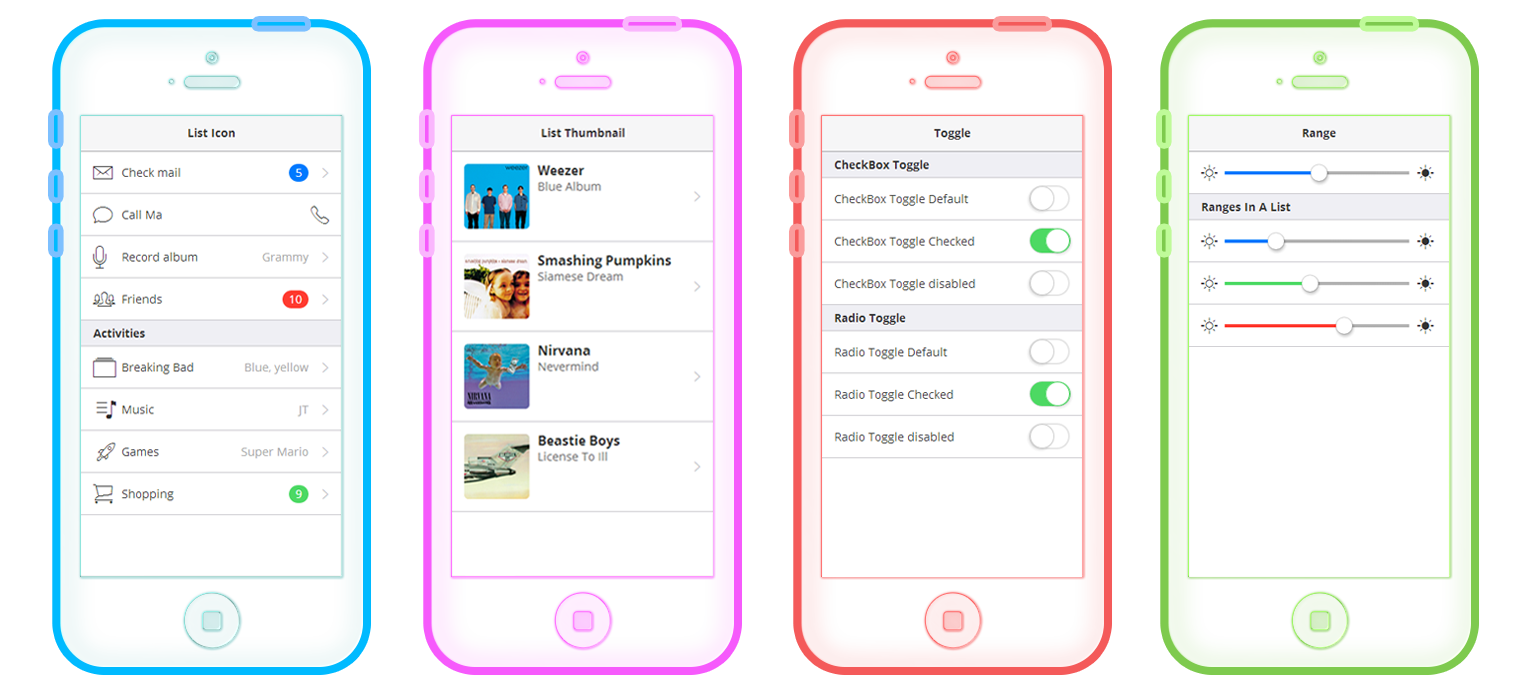 List Icon
Check mail 5
Call Ma
Record album Grammy
Friends 10
Activities
Breaking Bad Blue, yellow
Music JT
Games Super Mario
Shopping 9
List Thumbnail
weezer
Weezer
Blue Album
Smashing Pumpkins
Siamese Dream
NIRVANA
Nirvana
Nevermind
Beastie Boys
License To Ill
Toggle
CheckBox Toggle
CheckBox Toggle Default
CheckBox Toggle Checked
CheckBox Toggle disabled
Radio Toggle
Radio Toggle Default
Radio Toggle Checked
Radio Toggle disabled
Range
Ranges In A List